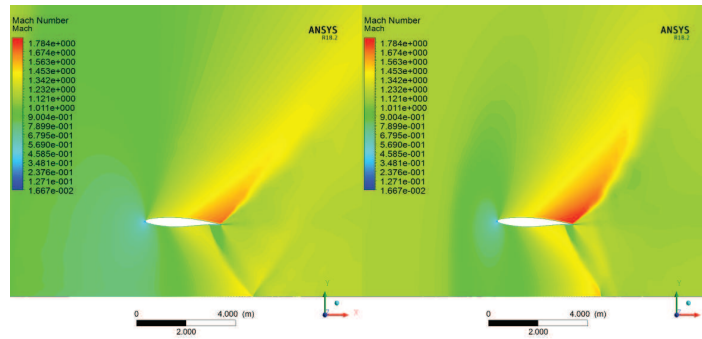 Mach Number
Mach
1.784e+000
1.674e+000
1.563e+000
1.453e+000
1.342e+000
1.232e+000
1.121e+000
1.011e+000
9.004e-001
7.899e-001
6.795e-001
5.690e-001
4.585e-001
3.481e-001
2.376e-001
1.271e-001
1.667e-002
ANSYS
R18.2
Y
Z
X
0 4.000 (m)
2.000
Mach Number
Mach
1.784e+000
1.674e+000
1.563e+000
1.453e+000
1.342e+000
1.232e+000
1.121e+000
1.011e+000
9.004e-001
7.899e-001
6.795e-001
5.690e-001
4.585e-001
3.481e-001
2.376e-001
1.271e-001
1.667e-002
ANSYS
R18.2
Y
Z
X
0 4.000 (m)
2.000